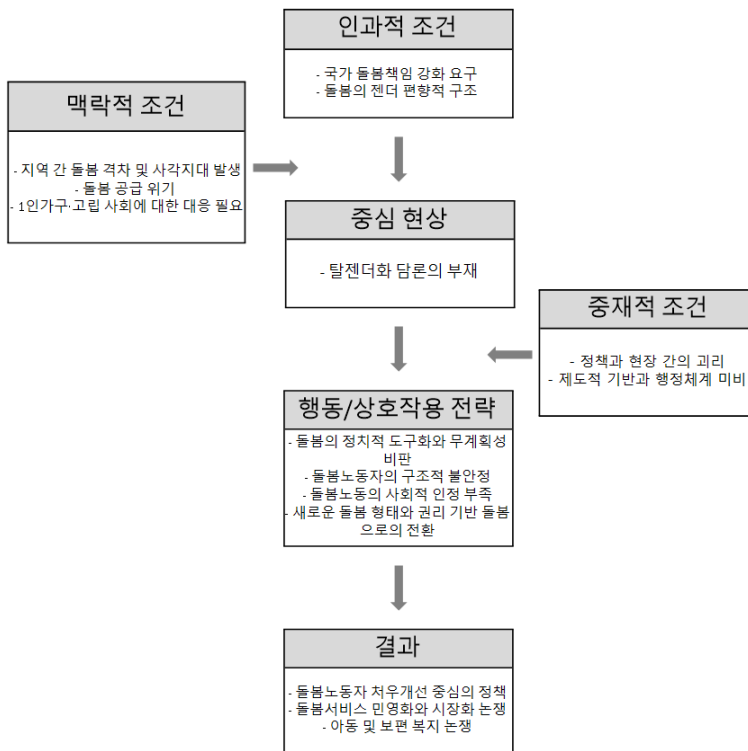 인과적 조건
- 국가 돌봄책임 강화 요구
- 돌봄의 젠더 편향적 구조
맥락적 조건
- 지역 간 돌봄 격차 및 사각지대 발생
- 돌봄 공급 위기
- 1인가구·고립 사회에 대한 대응 필요
중심 현상
- 탈젠더화 담론의 부재
중재적 조건
- 정책과 현장 간의 괴리
- 제도적 기반과 행정체계 미비
행동/상호작용 전략
- 돌봄의 정치적 도구화와 무계획성
비판
- 돌봄노동자의 구조적 불안정
- 돌봄노동의 사회적 인정 부족
- 새로운 돌봄 형태와 권리 기반 돌봄
으로의 전환
결과
- 돌봄노동자 처우개선 중심의 정책
- 돌봄서비스 민영화와 시장화 논쟁
- 아동 및 보편 복지 논쟁